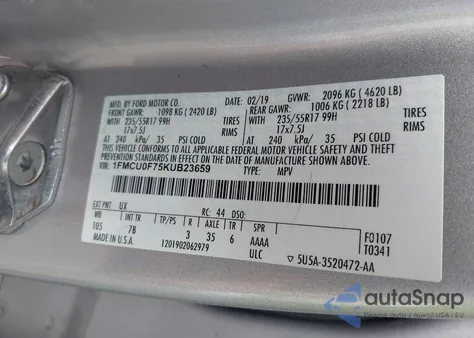 MFD. BY FORD MOTOR CO. 02/19 GVWR: 2096 KG (4620 LB)
FRONT GAWR: 1098 KG (2420 LB) REAR GAWR: 1006 KG (2218 LB)
WITH 235/55R17 99H TIRES WITH 235/55R17 99H TIRES
17x7.5J RIMS 17x7.5J RIMS
AT 240 kPa/ 35 PSI COLD AT 240 kPa/ 35 PSI COLD
THIS VEHICLE CONFORMS TO ALL APPLICABLE FEDERAL MOTOR VEHICLE
SAFETY AND THEFT PREVENTION STANDARDS IN EFFECT ON THE DATE OF MANUFACTURE SHOWN ABOVE.
VIN: 1FMCU0F75KUB23659 TYPE: MPV
EXT PNT: UX RC: 44 DSO:
WB INT TR TP/PS R AXLE TR SPR
105 7B 3 35 6 AAAA F0107
MADE IN U.S.A. 1201902062979 ULC T0341
▽ 5U5A-3520472-AA
autoSnap